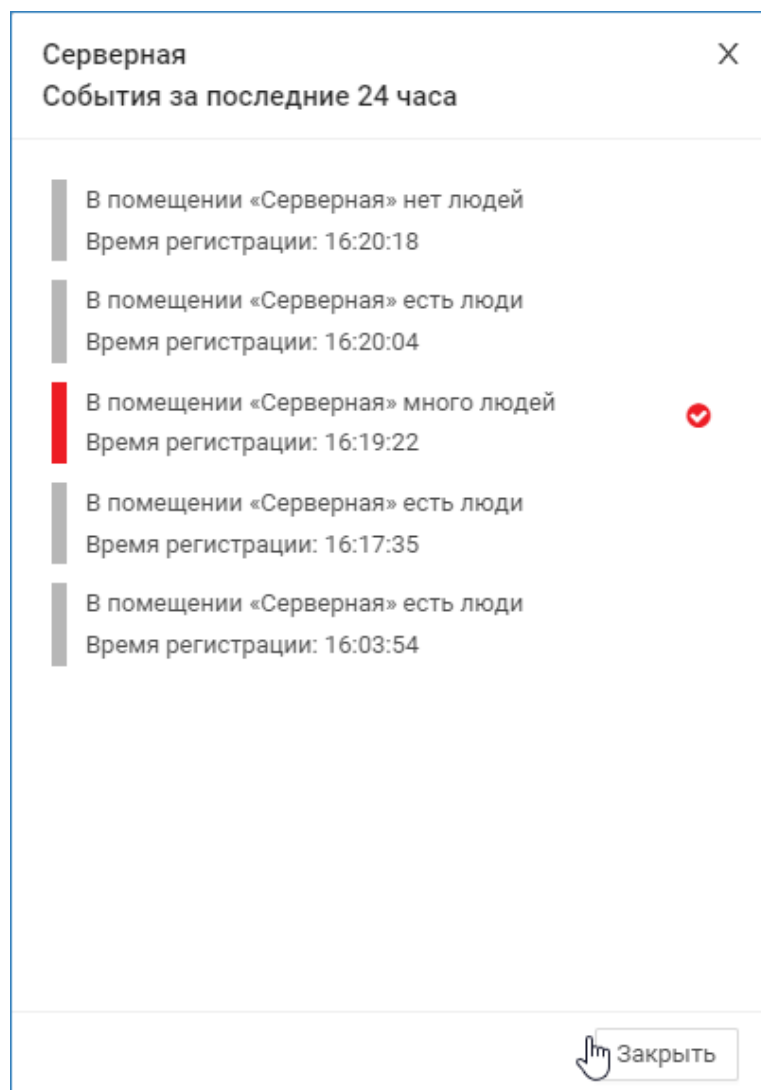 Серверная
События за последние 24 часа
В помещении «Серверная» нет людей
Время регистрации: 16:20:18
В помещении «Серверная» есть люди
Время регистрации: 16:20:04
В помещении «Серверная» много людей
Время регистрации: 16:19:22
В помещении «Серверная» есть люди
Время регистрации: 16:17:35
В помещении «Серверная» есть люди
Время регистрации: 16:03:54
Закрыть